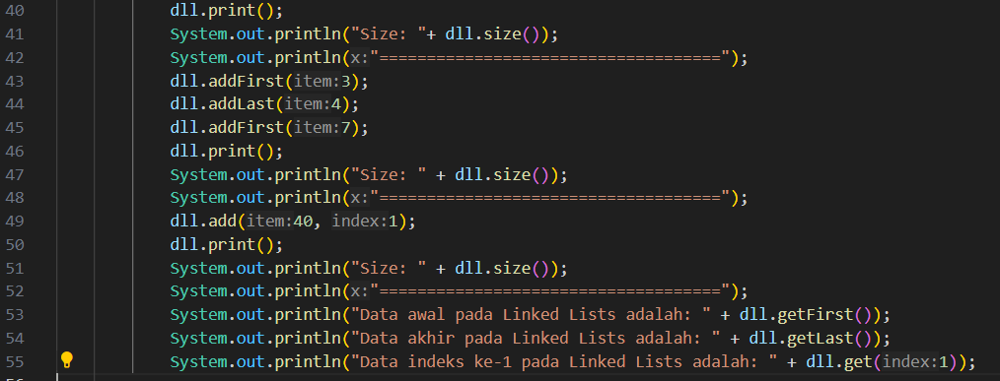 40 dll.print();
41 System.out.println("Size: "+ dll.size());
42 System.out.println(x:"====================================");
43 dll.addFirst(item:3);
44 dll.addLast(item:4);
45 dll.addFirst(item:7);
46 dll.print();
47 System.out.println("Size: " + dll.size());
48 System.out.println(x:"====================================");
49 dll.add(item:40, index:1);
50 dll.print();
51 System.out.println("Size: " + dll.size());
52 System.out.println(x:"====================================");
53 System.out.println("Data awal pada Linked Lists adalah: " + dll.getFirst());
54 System.out.println("Data akhir pada Linked Lists adalah: " + dll.getLast());
55 System.out.println("Data indeks ke-1 pada Linked Lists adalah: " + dll.get(index:1));